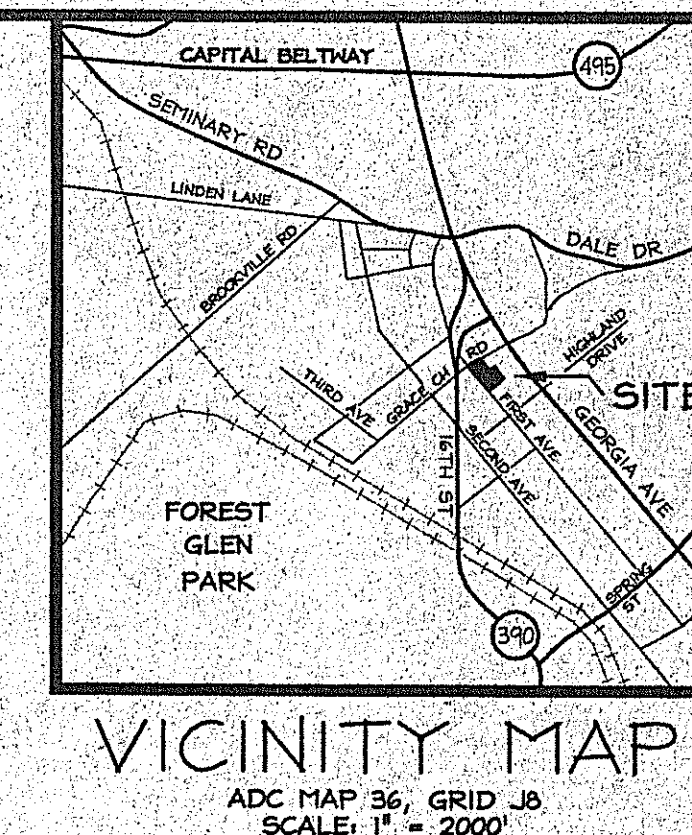 CAPITAL BELTWAY
495
SEMINARY RD
LINDEN LANE
BROOKVILLE RD
DALE DR
HIGHLAND
DRIVE
GRACE CH RD
SITE
THIRD AVE
FIRST AVE
GEORGIA AVE
SECOND AVE
16TH ST
FOREST
GLEN
PARK
SPRING
ST
390
VICINITY MAP
ADC MAP 36, GRID J8
SCALE: 1" = 2000'